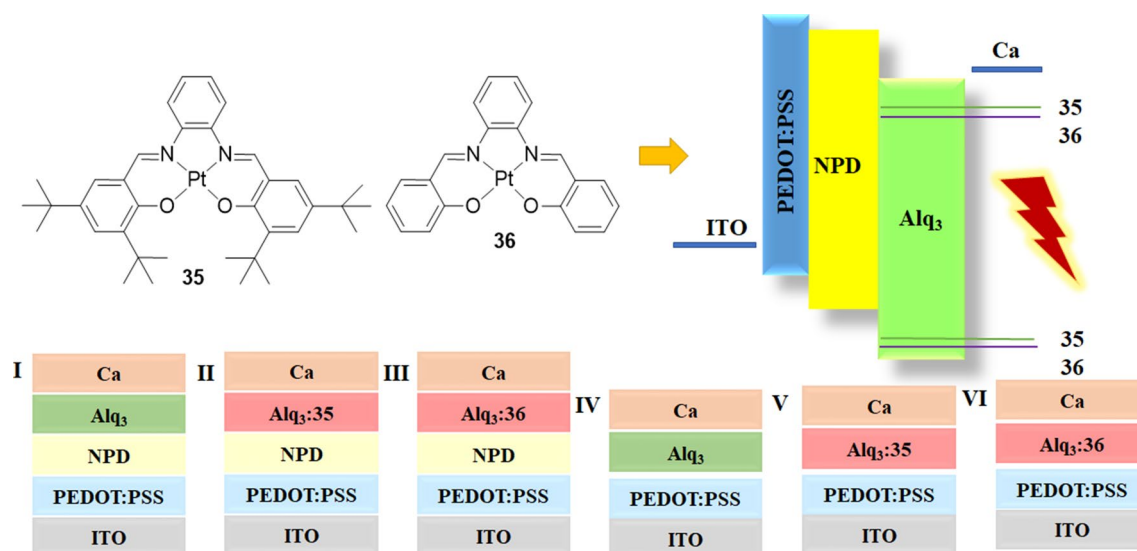 N N
Pt
O O
35
N N
Pt
O O
36
ITO
PEDOT:PSS
NPD
Alq₃
Ca
35
36
35
36
I
Ca
Alq₃
NPD
PEDOT:PSS
ITO
II
Ca
Alq₃:35
NPD
PEDOT:PSS
ITO
III
Ca
Alq₃:36
NPD
PEDOT:PSS
ITO
IV
Ca
Alq₃
PEDOT:PSS
ITO
V
Ca
Alq₃:35
PEDOT:PSS
ITO
VI
Ca
Alq₃:36
PEDOT:PSS
ITO